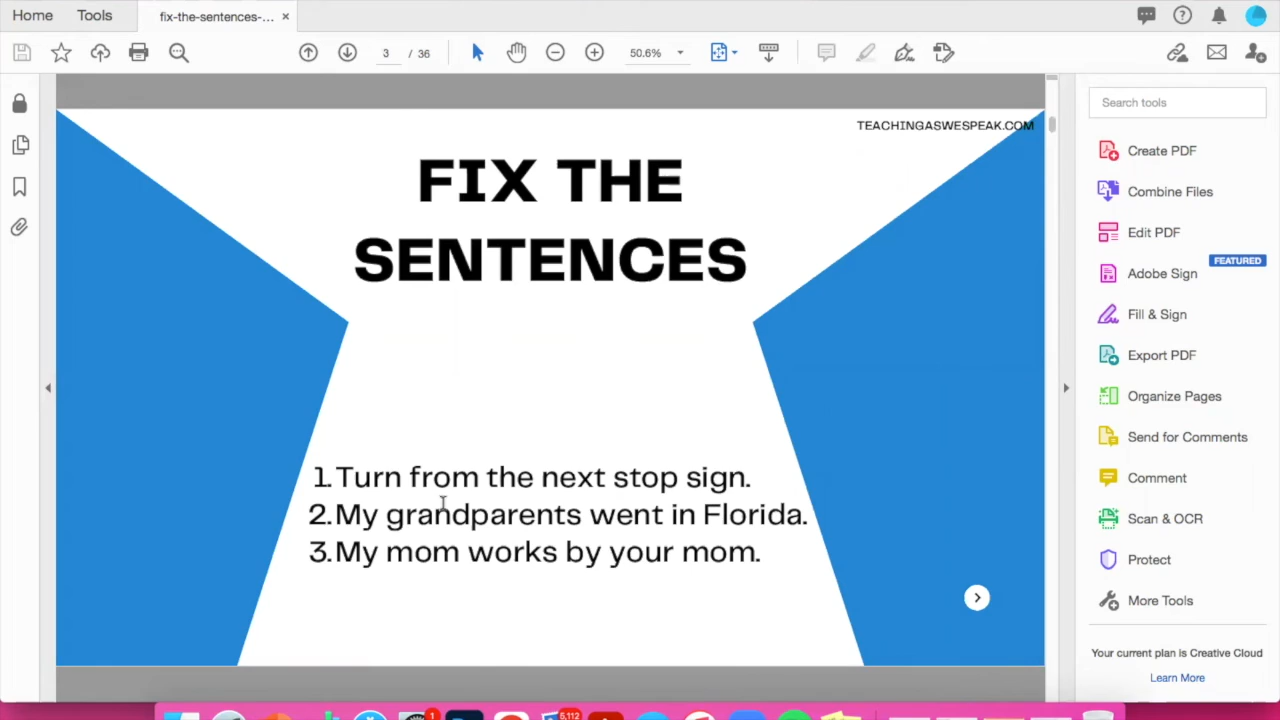 Home Tools fix-the-sentences-... ×
3 / 36 50.6%
TEACHINGASWESPEAK.COM
FIX THE
SENTENCES
1. Turn from the next stop sign.
2. My grandparents went in Florida.
3. My mom works by your mom.
Search tools
Create PDF
Combine Files
Edit PDF
FEATURED
Adobe Sign
Fill & Sign
Export PDF
Organize Pages
Send for Comments
Comment
Scan & OCR
Protect
More Tools
Your current plan is Creative Cloud
Learn More
1
6,112